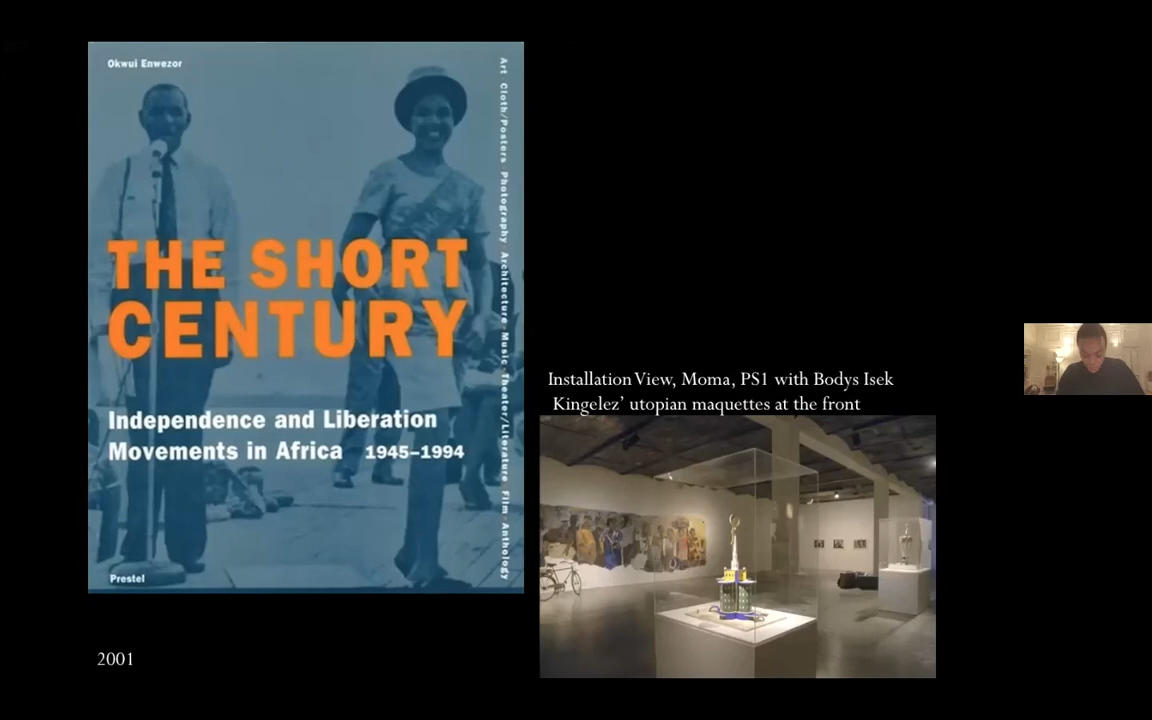 Okwui Enwezor
THE SHORT
CENTURY
Independence and Liberation
Movements in Africa 1945–1994
Prestel
Art · Cloth/Posters · Photography · Architecture · Music · Theater/Literature · Film · Anthology
2001
Installation View, Moma, PS1 with Bodys Isek
Kingelez’ utopian maquettes at the front